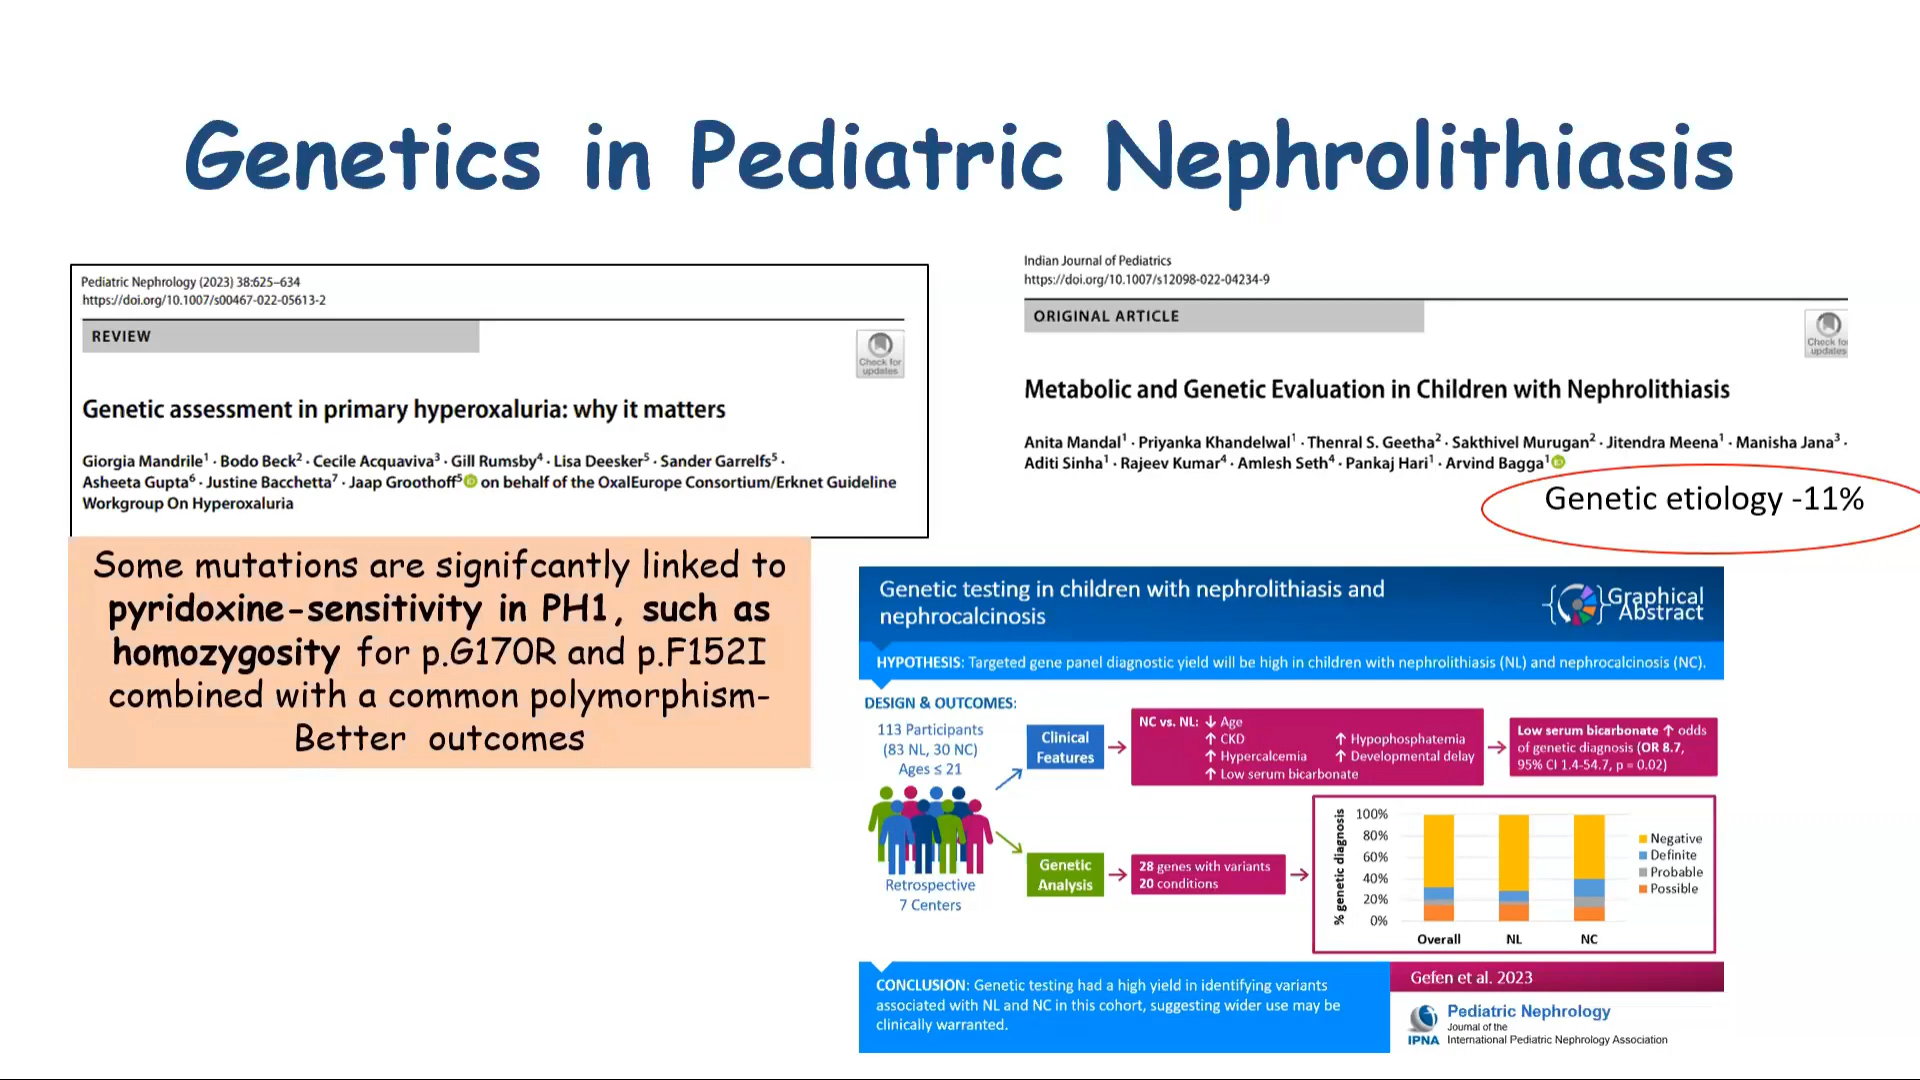 Genetics in Pediatric Nephrolithiasis
Pediatric Nephrology (2023) 38:625–634
https://doi.org/10.1007/s00467-022-05613-2
REVIEW
Check for
updates
Genetic assessment in primary hyperoxaluria: why it matters
Giorgia Mandrile1 · Bodo Beck2 · Cecile Acquaviva3 · Gill Rumsby4 · Lisa Deesker5 · Sander Garrelfs5 ·
Asheeta Gupta6 · Justine Bacchetta7 · Jaap Groothoff5 on behalf of the OxalEurope Consortium/Erknet Guideline
Workgroup On Hyperoxaluria
Some mutations are signifcantly linked to
pyridoxine-sensitivity in PH1, such as
homozygosity for p.G170R and p.F152I
combined with a common polymorphism-
Better outcomes
Indian Journal of Pediatrics
https://doi.org/10.1007/s12098-022-04234-9
ORIGINAL ARTICLE
Check fo
updates
Metabolic and Genetic Evaluation in Children with Nephrolithiasis
Anita Mandal1 · Priyanka Khandelwal1 · Thenral S. Geetha2 · Sakthivel Murugan2 · Jitendra Meena1 · Manisha Jana3 ·
Aditi Sinha1 · Rajeev Kumar4 · Amlesh Seth4 · Pankaj Hari1 · Arvind Bagga1
Genetic etiology -11%
Genetic testing in children with nephrolithiasis and
nephrocalcinosis
Graphical
Abstract
HYPOTHESIS: Targeted gene panel diagnostic yield will be high in children with nephrolithiasis (NL) and nephrocalcinosis (NC).
DESIGN & OUTCOMES:
113 Participants
(83 NL, 30 NC)
Ages ≤ 21
Retrospective
7 Centers
Clinical
Features
NC vs. NL: ↓ Age
↑ CKD
↑ Hypercalcemia
↑ Low serum bicarbonate
↑ Hypophosphatemia
↑ Developmental delay
Low serum bicarbonate ↑ odds
of genetic diagnosis (OR 8.7,
95% CI 1.4-54.7, p = 0.02)
Genetic
Analysis
28 genes with variants
20 conditions
% genetic diagnosis
100%
80%
60%
40%
20%
0%
Overall
NL
NC
Negative
Definite
Probable
Possible
CONCLUSION: Genetic testing had a high yield in identifying variants
associated with NL and NC in this cohort, suggesting wider use may be
clinically warranted.
Gefen et al. 2023
IPNA
Pediatric Nephrology
Journal of the
International Pediatric Nephrology Association